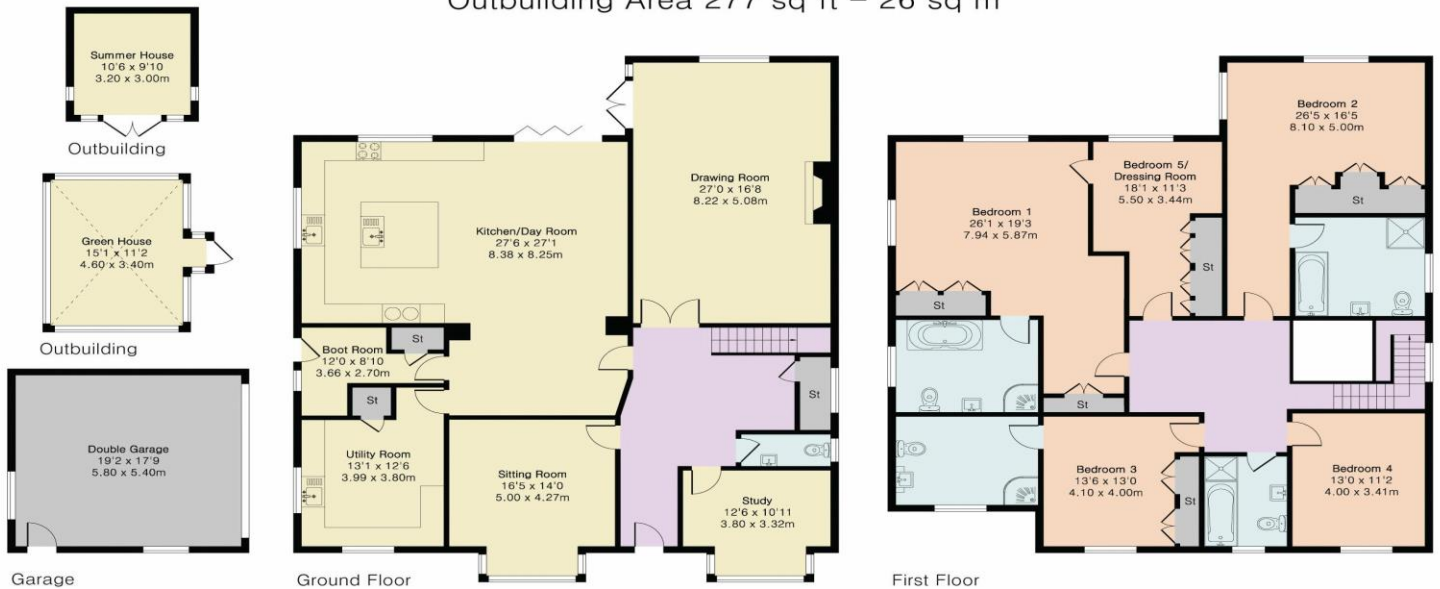 Outbuilding Area 277 sq ft – 26 sq m
Summer House
10'6 x 9'10
3.20 x 3.00m
Outbuilding
Green House
15'1 x 11'2
4.60 x 3.40m
Outbuilding
Double Garage
19'2 x 17'9
5.80 x 5.40m
Garage
Kitchen/Day Room
27'6 x 27'1
8.38 x 8.25m
Drawing Room
27'0 x 16'8
8.22 x 5.08m
St
Boot Room
12'0 x 8'10
3.66 x 2.70m
St
St
Utility Room
13'1 x 12'6
3.99 x 3.80m
Sitting Room
16'5 x 14'0
5.00 x 4.27m
Study
12'6 x 10'11
3.80 x 3.32m
Ground Floor
Bedroom 2
26'5 x 16'5
8.10 x 5.00m
St
Bedroom 5/
Dressing Room
18'1 x 11'3
5.50 x 3.44m
St
Bedroom 1
26'1 x 19'3
7.94 x 5.87m
St
St
Bedroom 3
13'6 x 13'0
4.10 x 4.00m
St
Bedroom 4
13'0 x 11'2
4.00 x 3.41m
First Floor